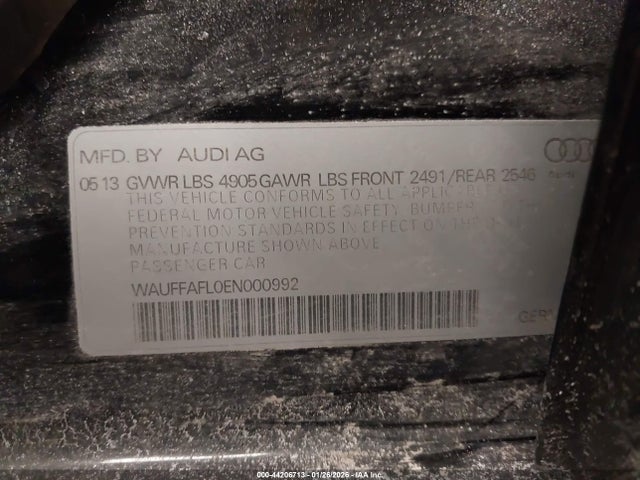 MFD. BY AUDI AG
05 13 GVWR LBS 4905 GAWR LBS FRONT 2491/REAR 2546
THIS VEHICLE CONFORMS TO ALL APPLICABLE
FEDERAL MOTOR VEHICLE SAFETY, BUMPER,
PREVENTION STANDARDS IN EFFECT ON THE
MANUFACTURE SHOWN ABOVE
PASSENGER CAR
WAUFFAFL0EN000992
000-44206713 - 01/26/2026 - IAA.com